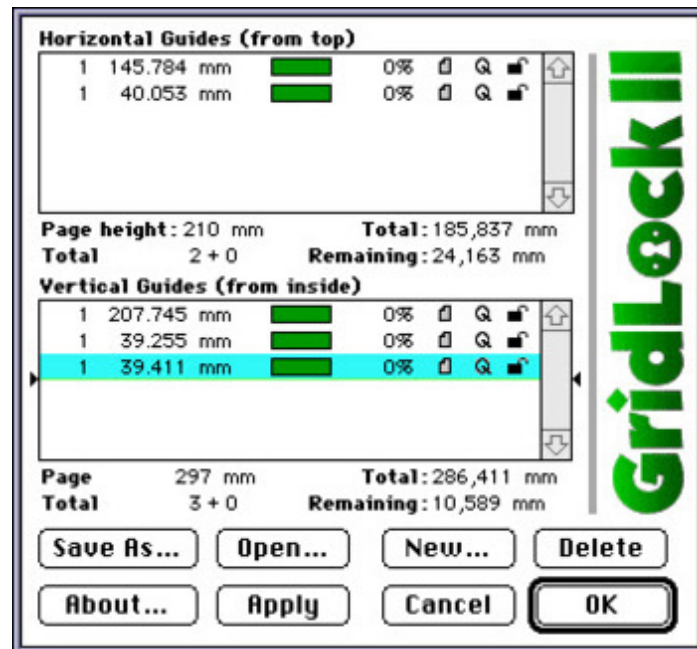 Horizontal Guides (from top)
1 145.784 mm 0% Q
1 40.053 mm 0% Q
Page height: 210 mm Total: 185,837 mm
Total 2+0 Remaining: 24,163 mm
Vertical Guides (from inside)
1 207.745 mm 0% Q
1 39.255 mm 0% Q
1 39.411 mm 0% Q
Page 297 mm Total: 286,411 mm
Total 3+0 Remaining: 10,589 mm
Save As... Open... New... Delete
About... Apply Cancel OK
GridLock II